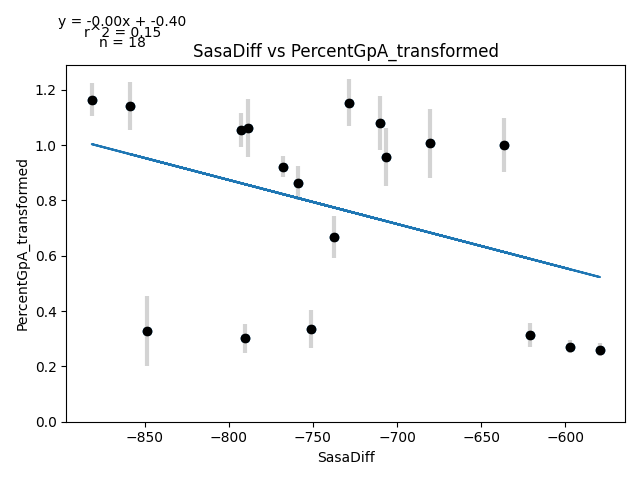 y = -0.00x + -0.40
r^2 = 0.15
n = 18
SasaDiff vs PercentGpA_transformed
PercentGpA_transformed
1.2
1.0
0.8
0.6
0.4
0.2
0.0
−850
−800
−750
−700
−650
−600
SasaDiff